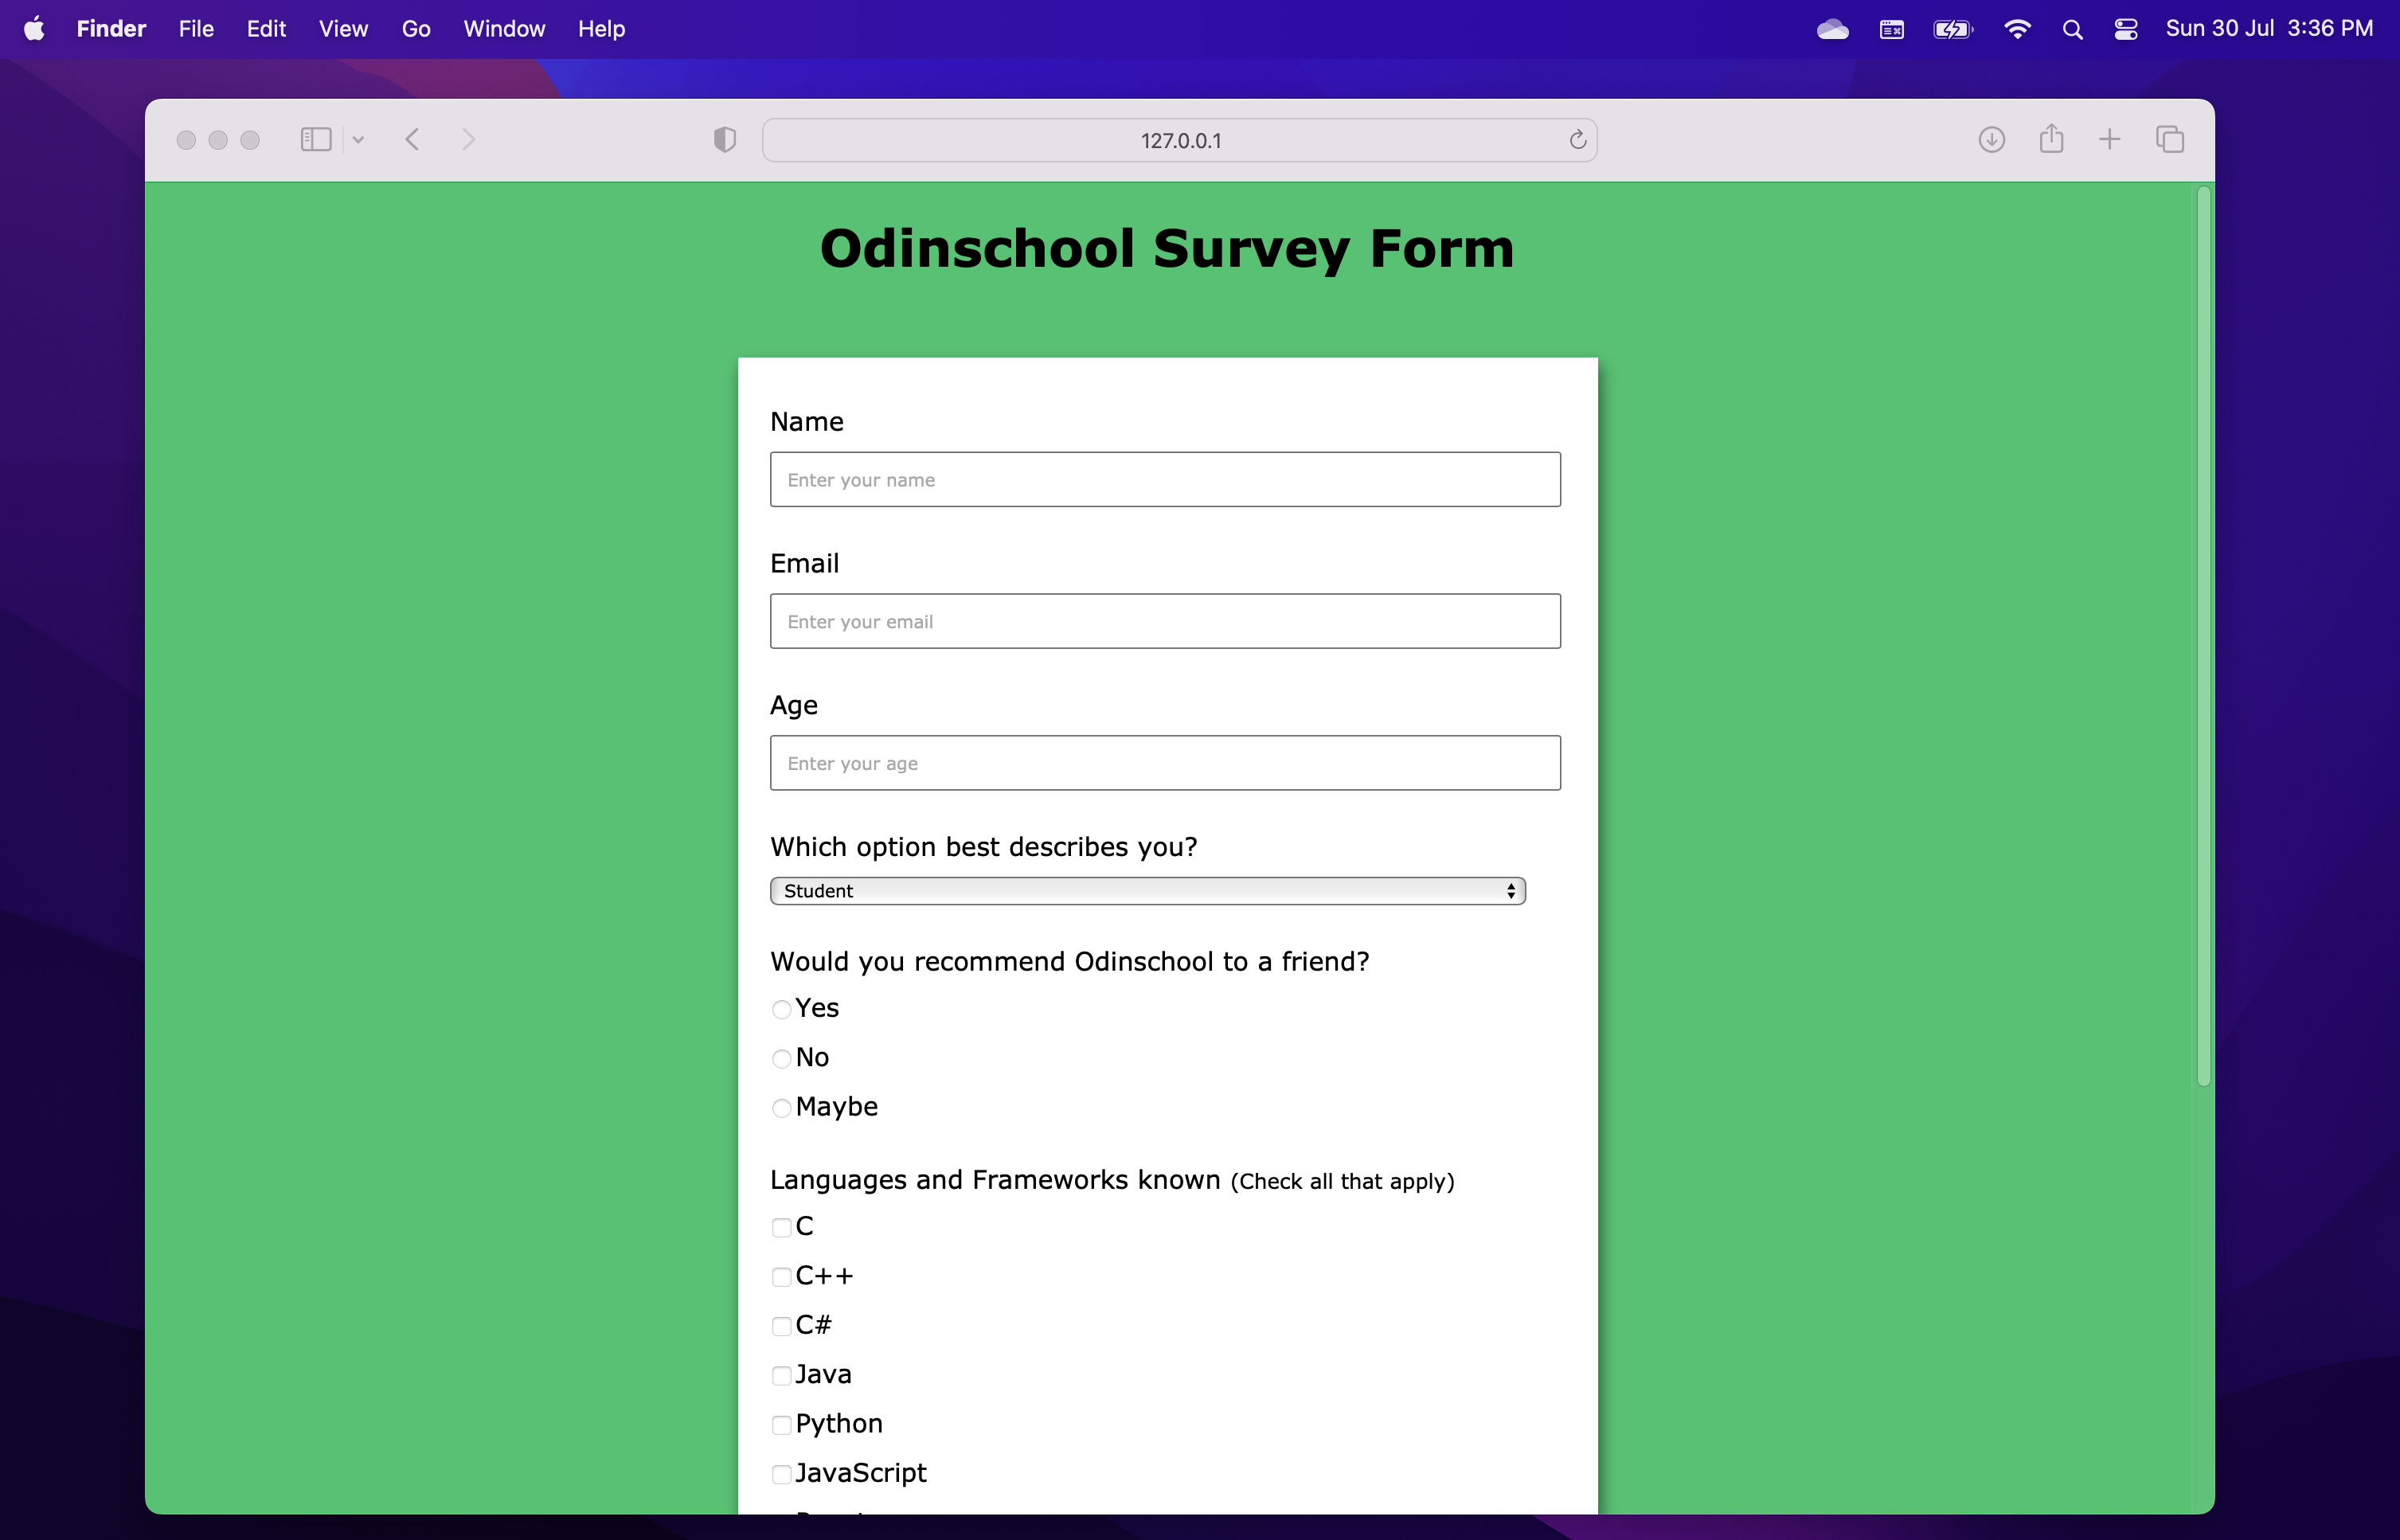 Finder File Edit View Go Window Help Sun 30 Jul 3:36 PM
127.0.0.1
Odinschool Survey Form
Name
Enter your name
Email
Enter your email
Age
Enter your age
Which option best describes you?
Student
Would you recommend Odinschool to a friend?
Yes
No
Maybe
Languages and Frameworks known (Check all that apply)
C
C++
C#
Java
Python
JavaScript